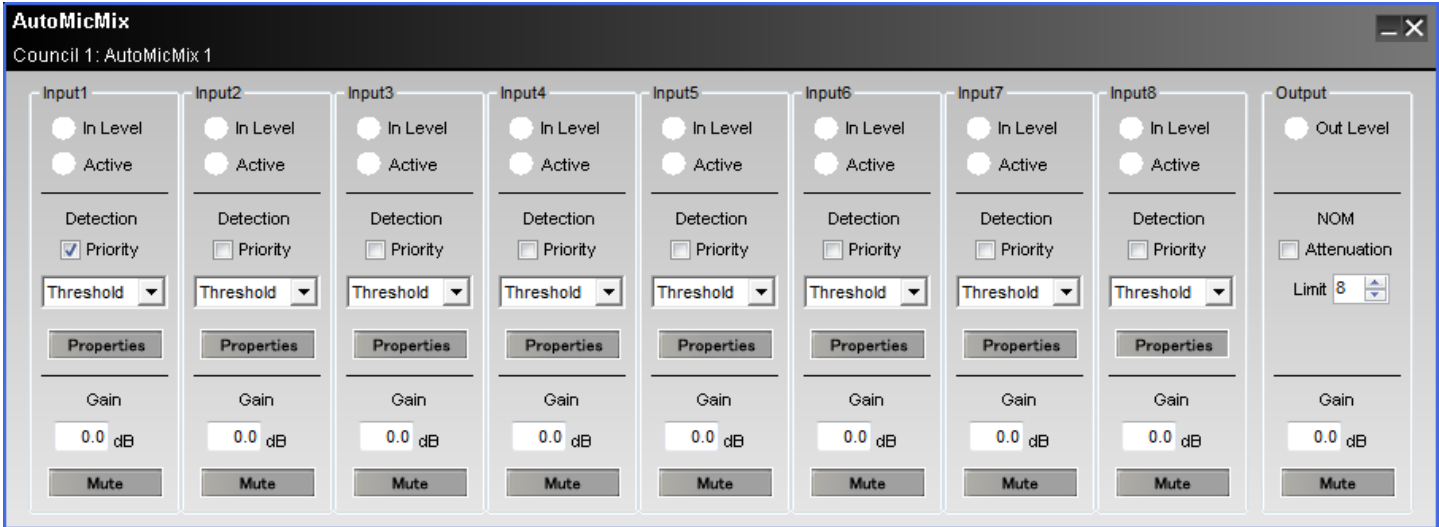 AutoMicMix
Council 1: AutoMicMix 1
Input1 Input2 Input3 Input4 Input5 Input6 Input7 Input8 Output
In Level In Level In Level In Level In Level In Level In Level In Level Out Level
Active Active Active Active Active Active Active Active
Detection Detection Detection Detection Detection Detection Detection Detection NOM
Priority Priority Priority Priority Priority Priority Priority Priority Attenuation
Threshold Threshold Threshold Threshold Threshold Threshold Threshold Threshold Limit 8
Properties Properties Properties Properties Properties Properties Properties Properties
Gain Gain Gain Gain Gain Gain Gain Gain Gain
0.0 dB 0.0 dB 0.0 dB 0.0 dB 0.0 dB 0.0 dB 0.0 dB 0.0 dB 0.0 dB
Mute Mute Mute Mute Mute Mute Mute Mute Mute